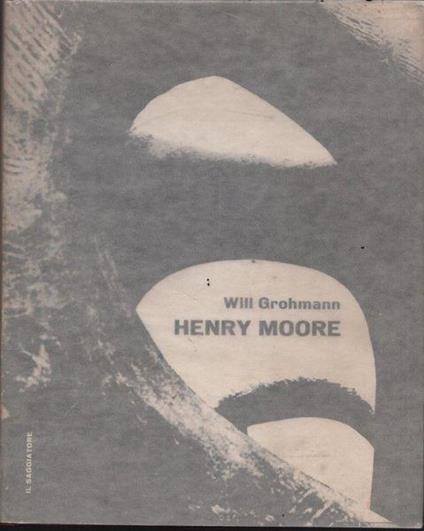 Will Grohmann
HENRY MOORE
IL SAGGIATORE